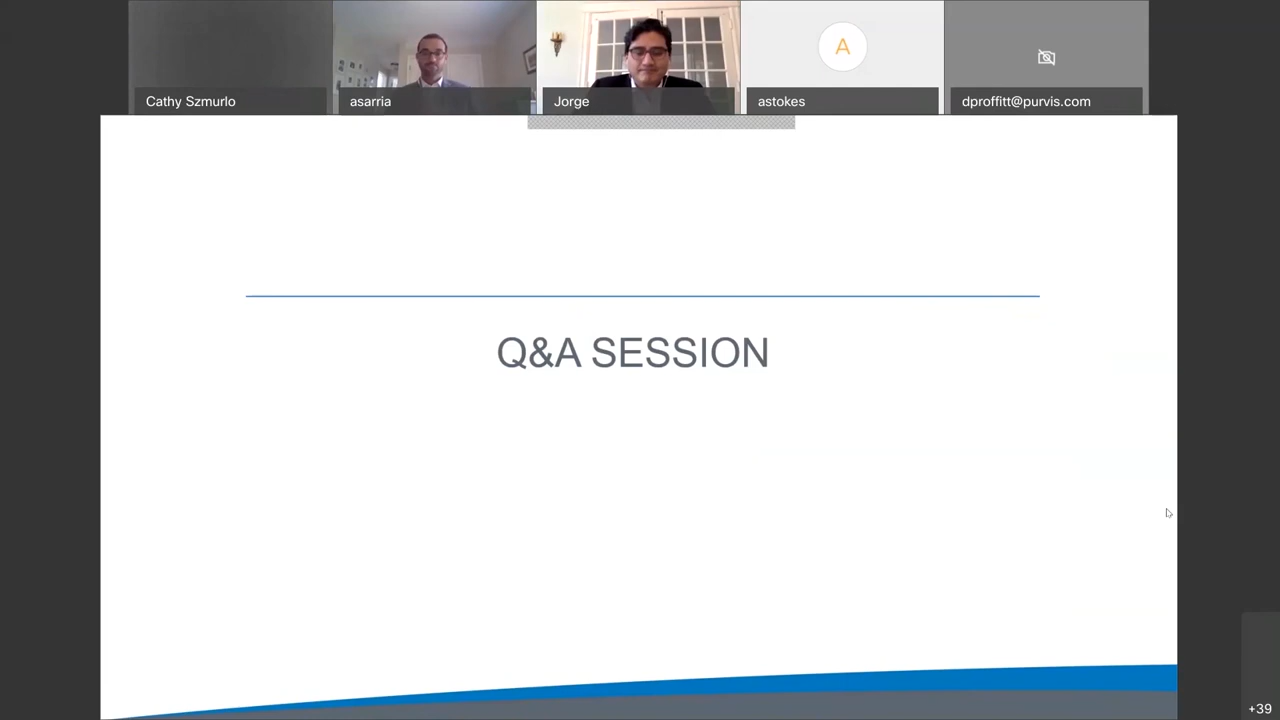 Cathy Szmurlo
asarria
Jorge
A
astokes
dproffitt@purvis.com
Q&A SESSION
+39